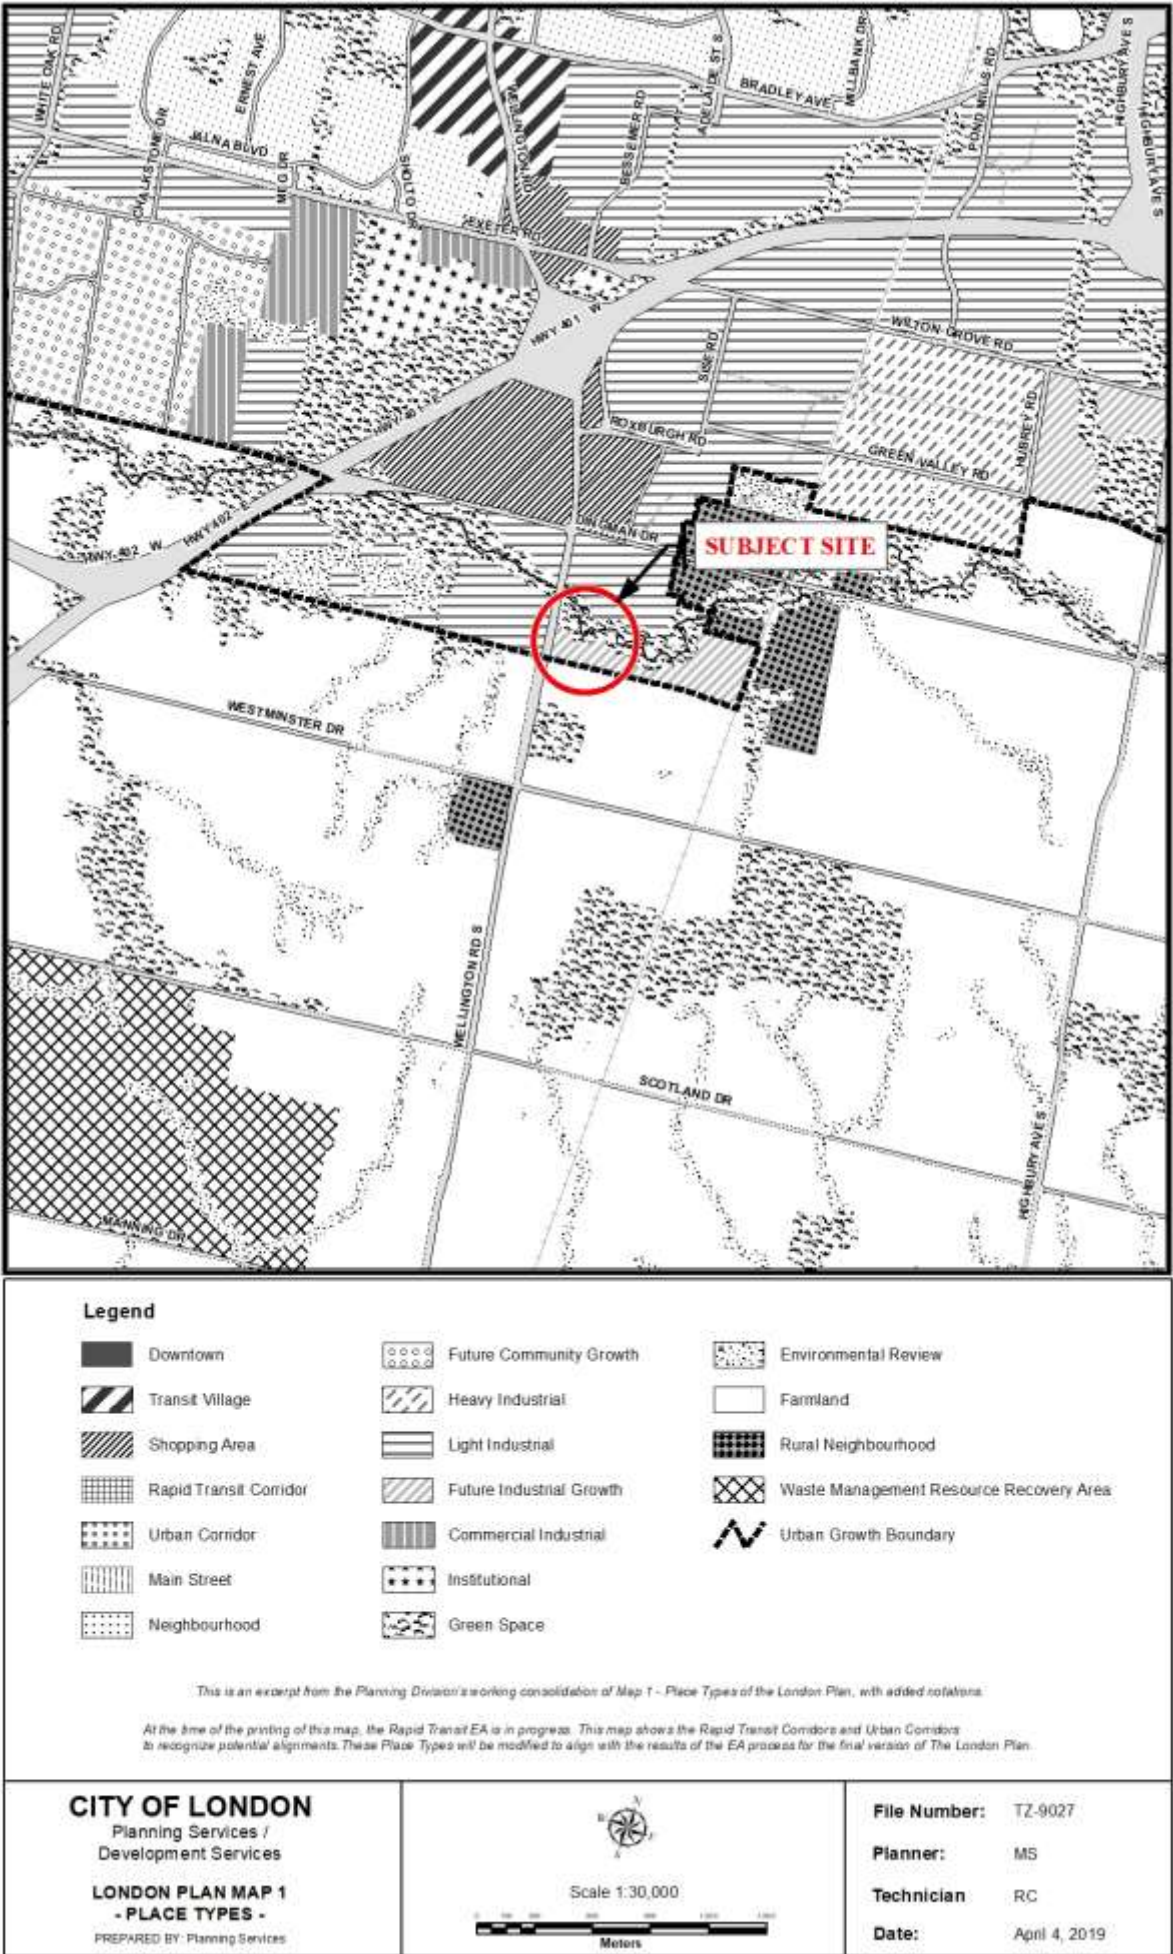 WHITE OAK RD
ERNEST AVE
CHALKSTONE DR
JALNA BLVD
MEG DR
SHOLTO DR
WELLINGTON RD
BESSEMER RD
ADELAIDE ST S
BRADLEY AVE
MILLBANK DR
POND MILLS RD
HIGHBURY AVE S
HIGHBURY AVE S
EXETER RD
HWY 401 W
WILTON GROVE RD
SISE RD
ROXBURGH RD
HUBREY RD
GREEN VALLEY RD
DINGMAN DR
SUBJECT SITE
HWY 402 W
HWY 402 E
WESTMINSTER DR
WELLINGTON RD S
SCOTLAND DR
HIGHBURY AVE S
MANNING DR
Legend
Downtown
Transit Village
Shopping Area
Rapid Transit Corridor
Urban Corridor
Main Street
Neighbourhood
Future Community Growth
Heavy Industrial
Light Industrial
Future Industrial Growth
Commercial Industrial
Institutional
Green Space
Environmental Review
Farmland
Rural Neighbourhood
Waste Management Resource Recovery Area
Urban Growth Boundary
This is an excerpt from the Planning Division's working consolidation of Map 1 - Place Types of the London Plan, with added notations.
At the time of the printing of this map, the Rapid Transit EA is in progress. This map shows the Rapid Transit Corridors and Urban Corridors
to recognize potential alignments. These Place Types will be modified to align with the results of the EA process for the final version of The London Plan.
CITY OF LONDON
Planning Services /
Development Services
LONDON PLAN MAP 1
- PLACE TYPES -
PREPARED BY: Planning Services
N
E
Scale 1:30,000
Meters
File Number: TZ-9027
Planner: MS
Technician RC
Date: April 4, 2019